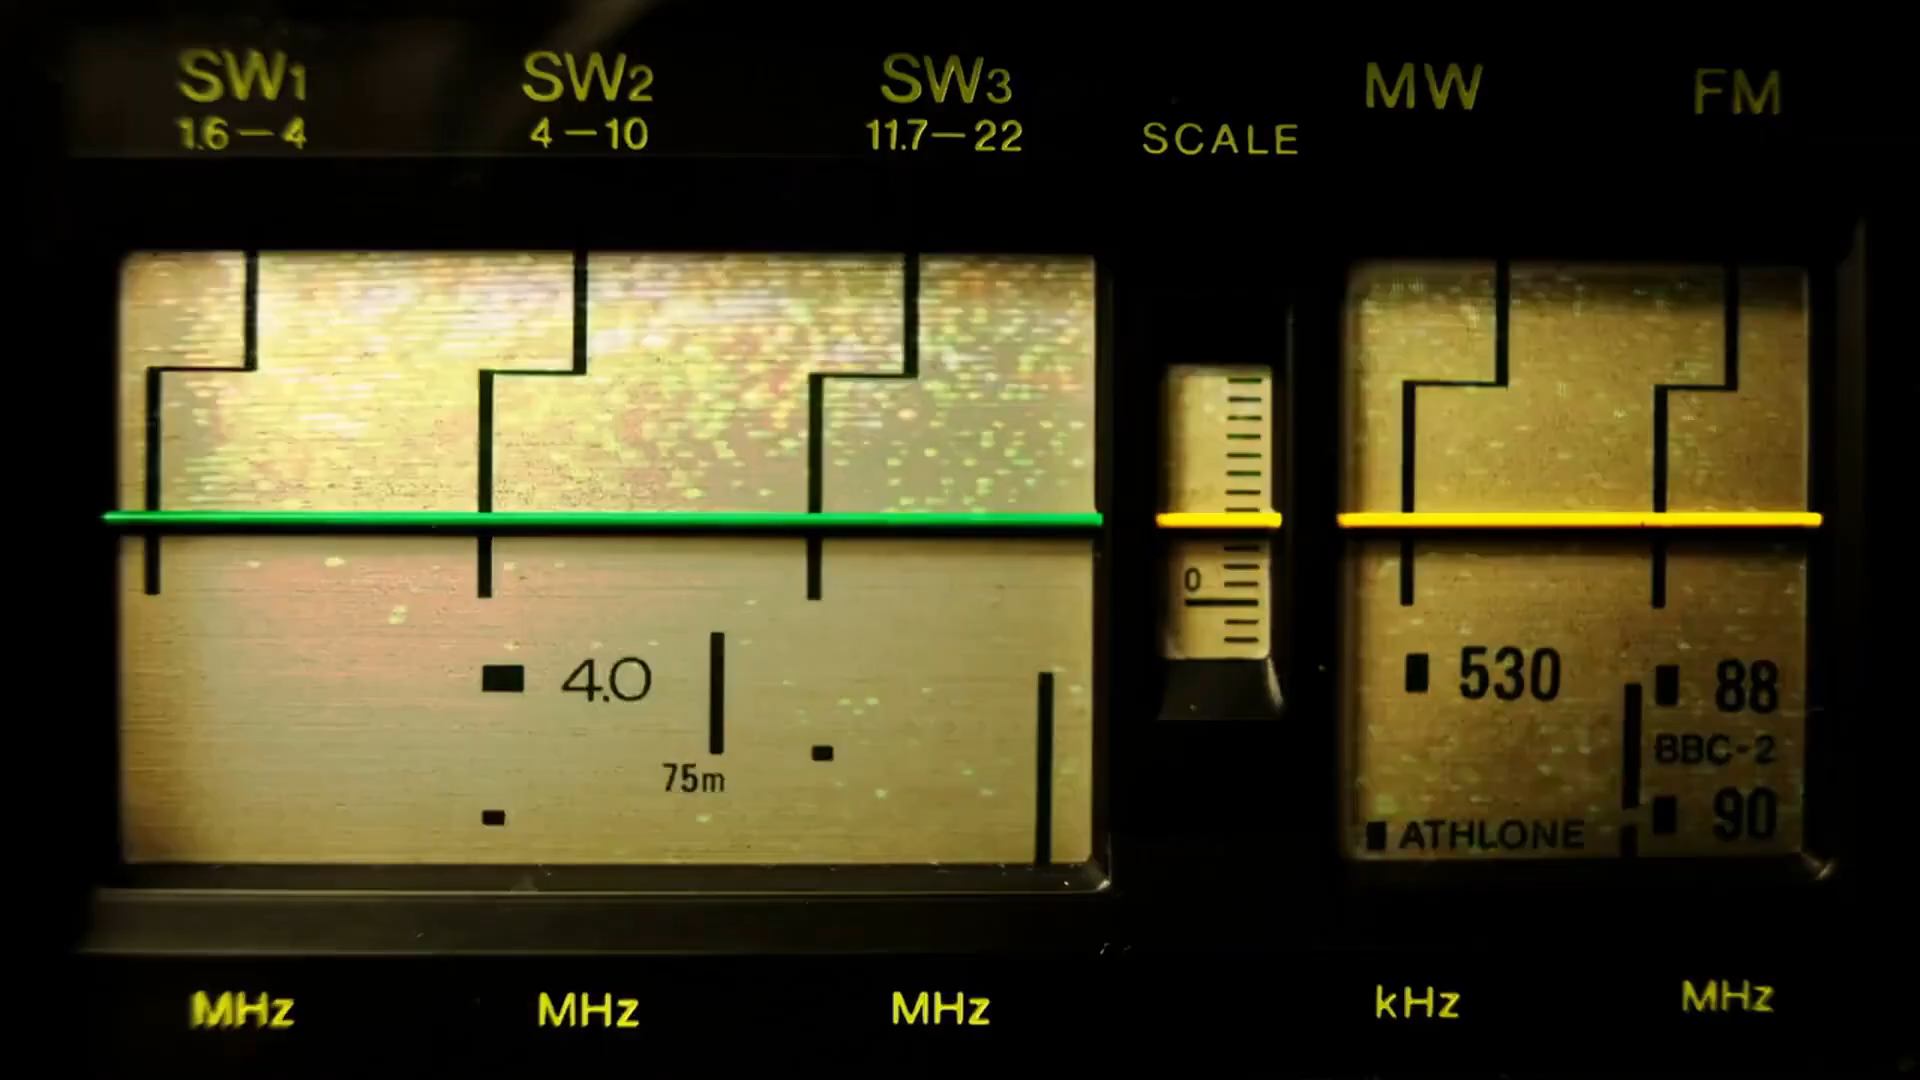 SW1
1.6–4
SW2
4–10
SW3
11.7–22
SCALE
MW
FM
4.0
75m
0
530
88
BBC-2
90
ATHLONE
MHz
MHz
MHz
kHz
MHz